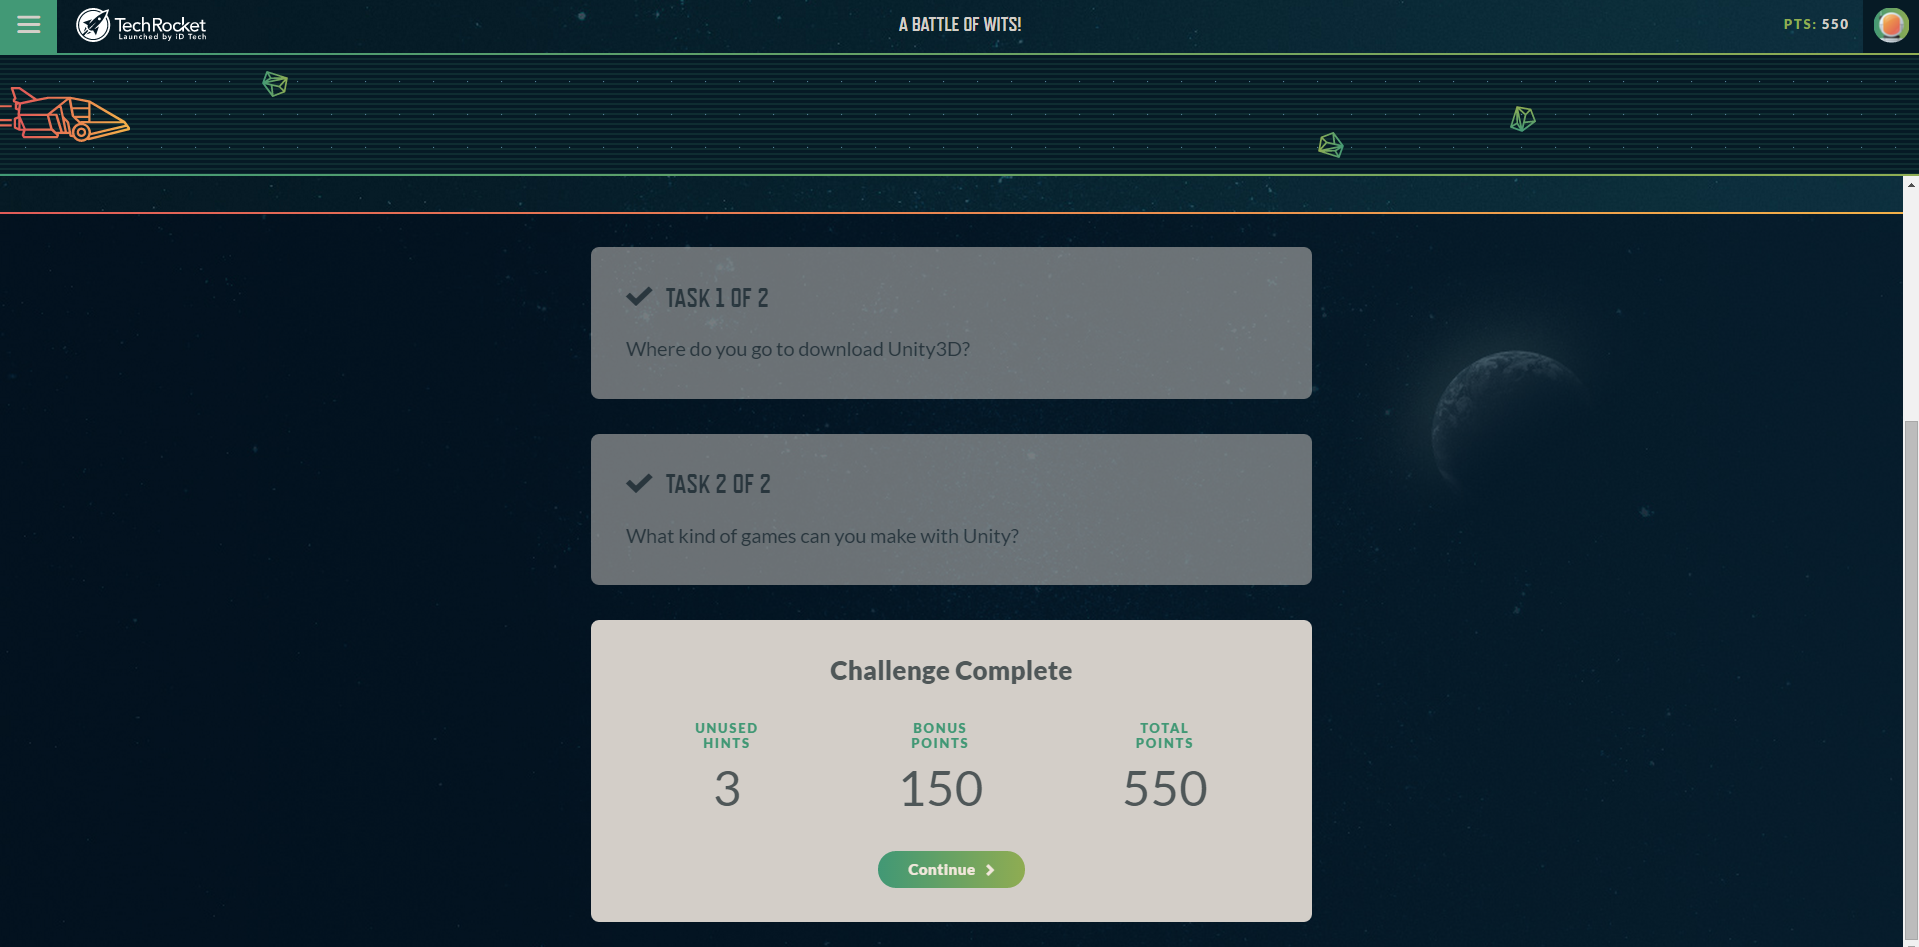 TechRocket
Launched by iD Tech
A BATTLE OF WITS!
PTS: 550
TASK 1 OF 2
Where do you go to download Unity3D?
TASK 2 OF 2
What kind of games can you make with Unity?
Challenge Complete
UNUSED
HINTS
3
BONUS
POINTS
150
TOTAL
POINTS
550
Continue